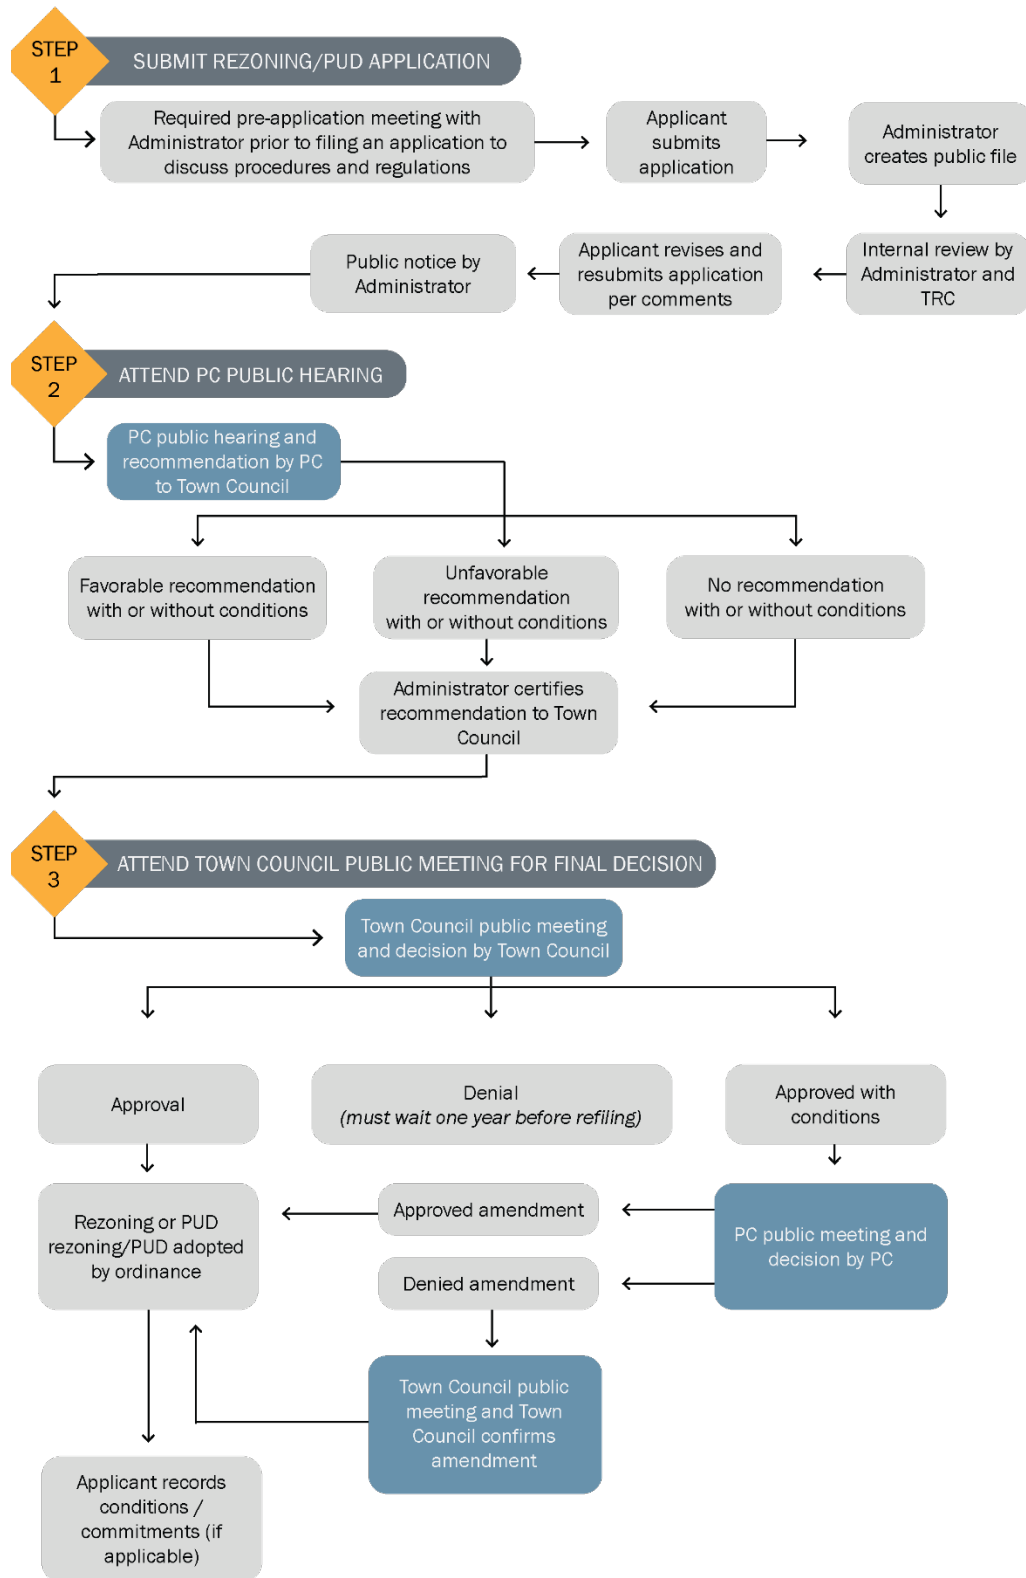 STEP
1
SUBMIT REZONING/PUD APPLICATION
Required pre-application meeting with
Administrator prior to filing an application to
discuss procedures and regulations
Applicant
submits
application
Administrator
creates public file
Internal review by
Administrator and
TRC
Applicant revises and
resubmits application
per comments
Public notice by
Administrator
STEP
2
ATTEND PC PUBLIC HEARING
PC public hearing and
recommendation by PC
to Town Council
Favorable recommendation
with or without conditions
Unfavorable
recommendation
with or without conditions
No recommendation
with or without conditions
Administrator certifies
recommendation to Town
Council
STEP
3
ATTEND TOWN COUNCIL PUBLIC MEETING FOR FINAL DECISION
Town Council public meeting
and decision by Town Council
Approval
Denial
(must wait one year before refiling)
Approved with
conditions
Rezoning or PUD
rezoning/PUD adopted
by ordinance
Approved amendment
Denied amendment
PC public meeting and
decision by PC
Town Council public
meeting and Town
Council confirms
amendment
Applicant records
conditions /
commitments (if
applicable)